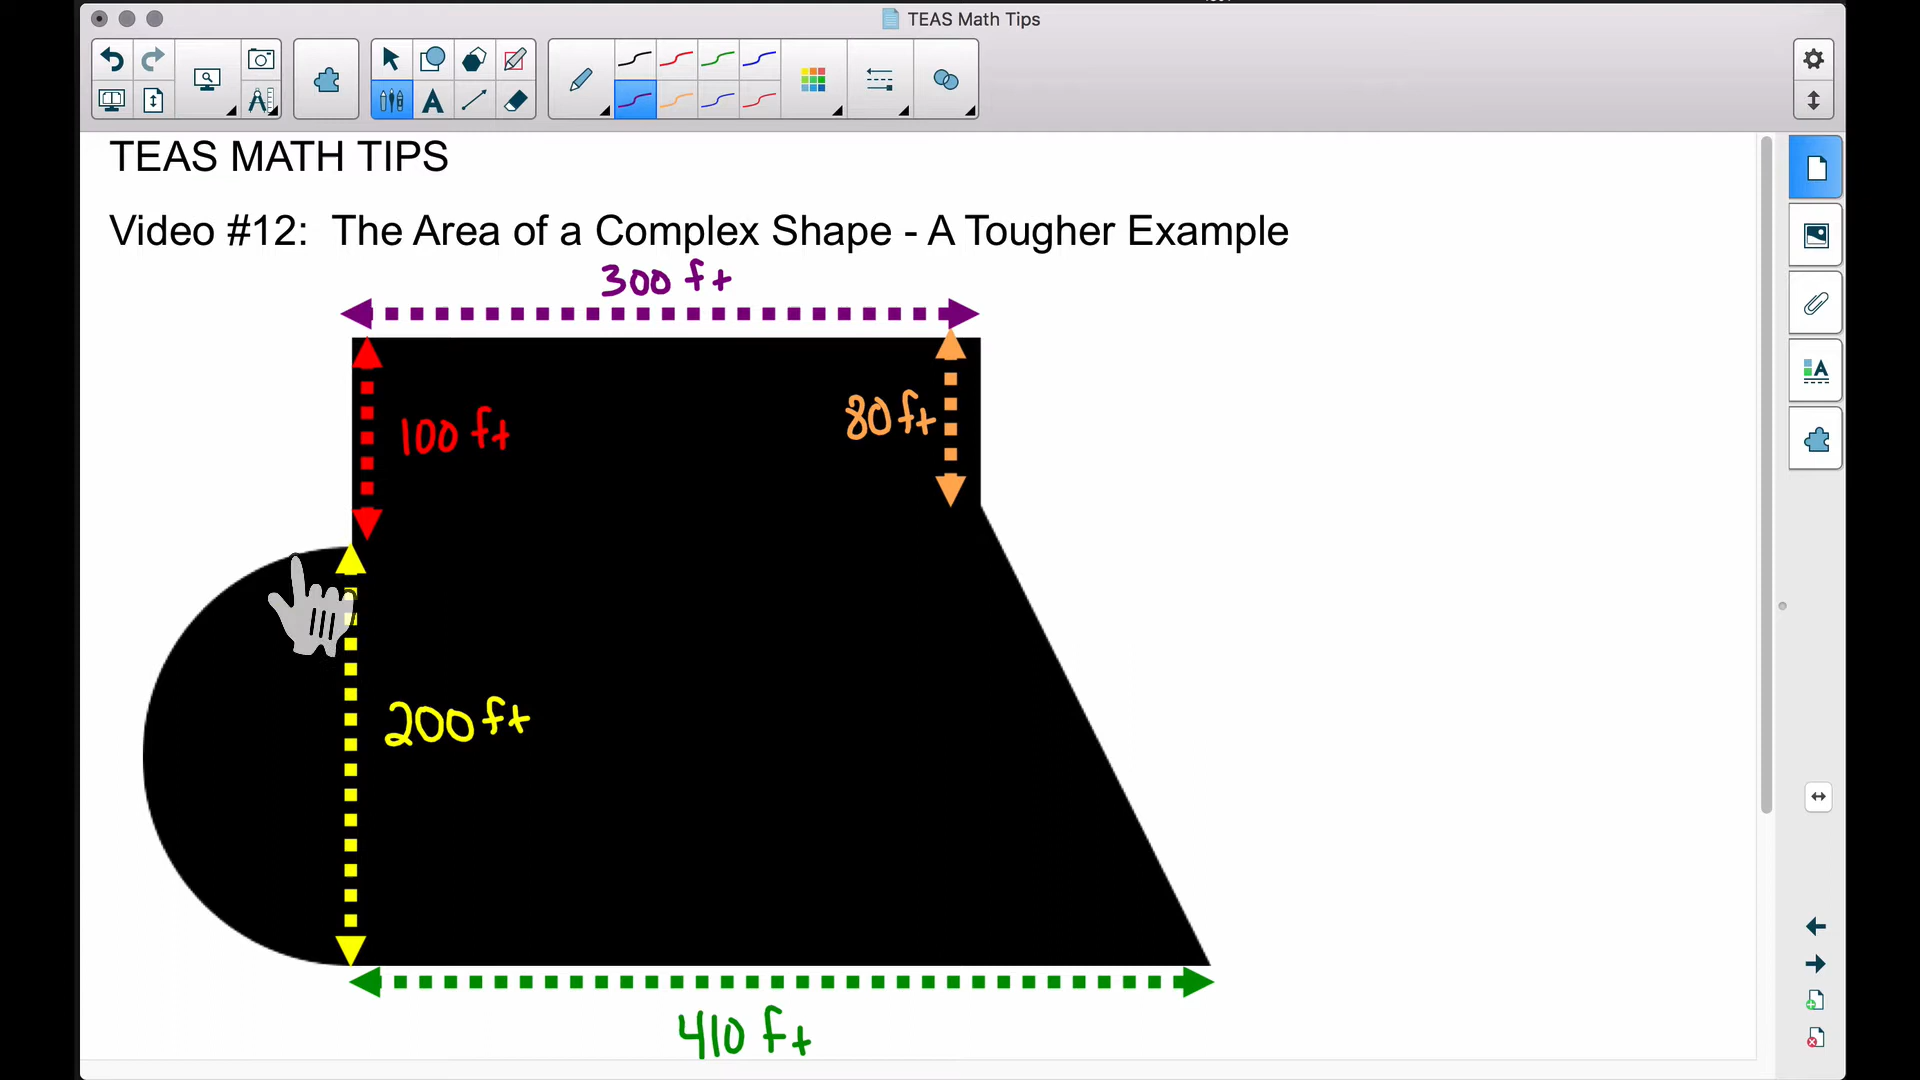 TEAS Math Tips
A
A
TEAS MATH TIPS
Video #12: The Area of a Complex Shape - A Tougher Example
300 ft
100 ft
80 ft
200 ft
410 ft